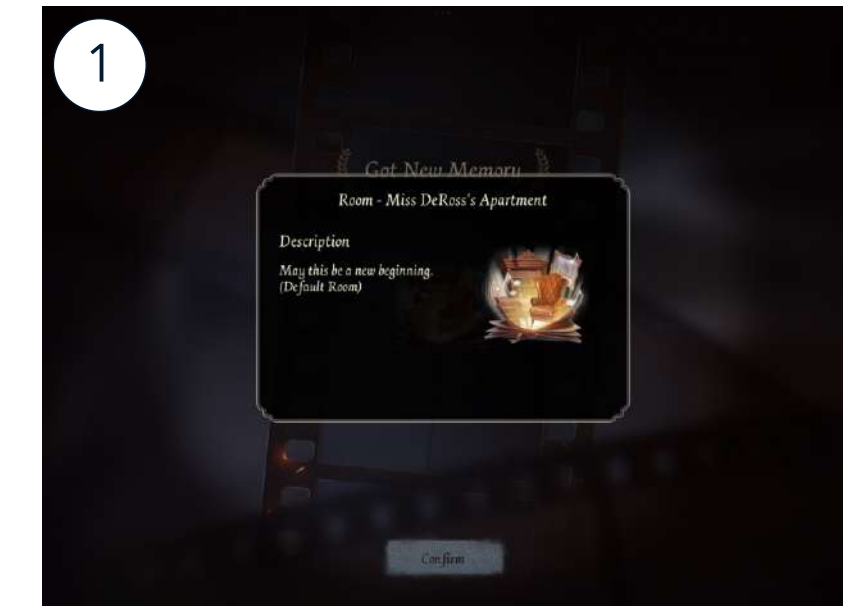 1
Got New Memory
Room - Miss DeRoss's Apartment
Description
May this be a new beginning.
(Default Room)
Confirm